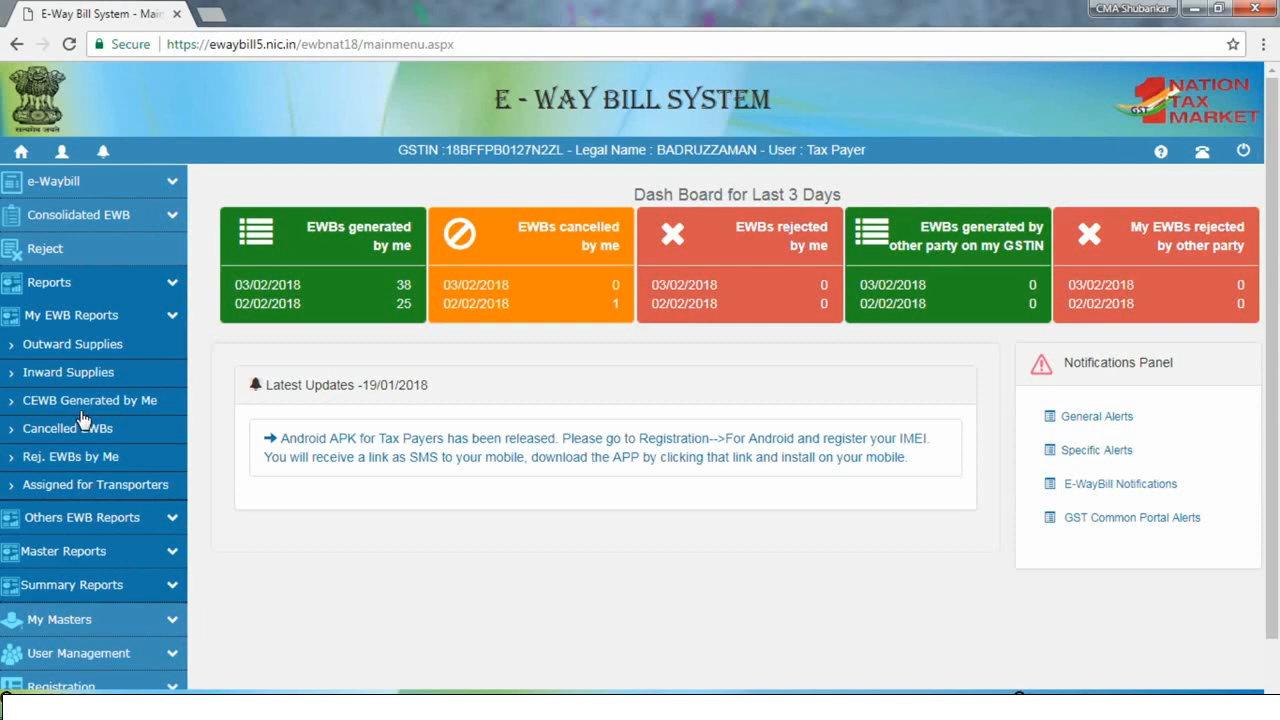 E-Way Bill System - Main
CMA Shubankar
Secure
https://ewaybill5.nic.in/ewbnat18/mainmenu.aspx
सत्यमेव जयते
E - WAY BILL SYSTEM
1 NATION
GST TAX
MARKET
GSTIN :18BFFPB0127N2ZL - Legal Name : BADRUZZAMAN - User : Tax Payer
e-Waybill
Consolidated EWB
Reject
Reports
My EWB Reports
Outward Supplies
Inward Supplies
CEWB Generated by Me
Cancelled EWBs
Rej. EWBs by Me
Assigned for Transporters
Others EWB Reports
Master Reports
Summary Reports
My Masters
User Management
Registration
Dash Board for Last 3 Days
EWBs generated
by me
03/02/2018 38
02/02/2018 25
EWBs cancelled
by me
03/02/2018 0
02/02/2018 1
EWBs rejected
by me
03/02/2018 0
02/02/2018 0
EWBs generated by
other party on my GSTIN
03/02/2018 0
02/02/2018 0
My EWBs rejected
by other party
03/02/2018 0
02/02/2018 0
Latest Updates -19/01/2018
Android APK for Tax Payers has been released. Please go to Registration-->For Android and register your IMEI.
You will receive a link as SMS to your mobile, download the APP by clicking that link and install on your mobile.
Notifications Panel
General Alerts
Specific Alerts
E-WayBill Notifications
GST Common Portal Alerts